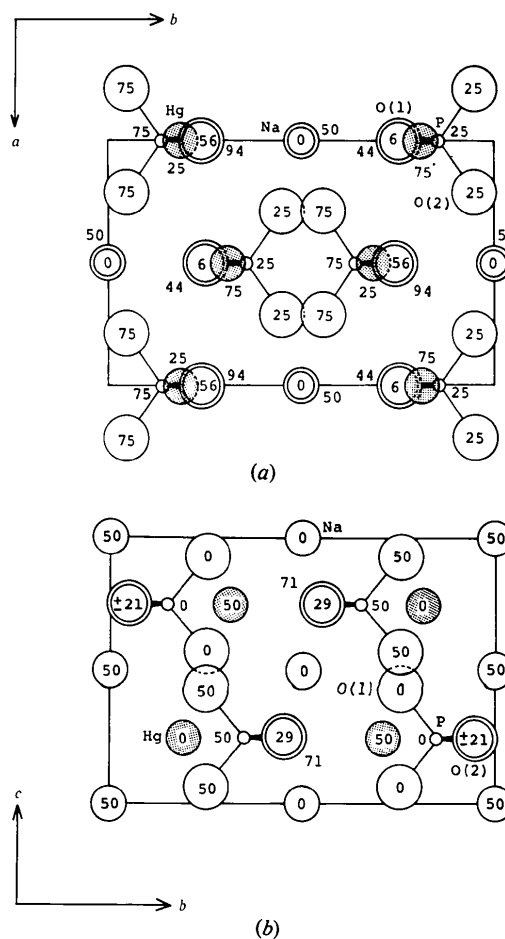 b
a
75 25
Hg Na 50 O(1) P
75 56 0 6 25
25 94 44 75
75 25
O(2)
50 25 75 5
0 6 25 75 56 0
44 75 25 94
25 75
75 25
25 94 44 75
75 56 0 6 25
50
75 25
(a)
Na
50 0 50
0 50
71
±21 0 50 29 50 0
0 50
50 0 50
50 O(1) 0
Hg 0 50 29 50 0 ±21
71 O(2)
50 0
50 0 50
c
b
(b)